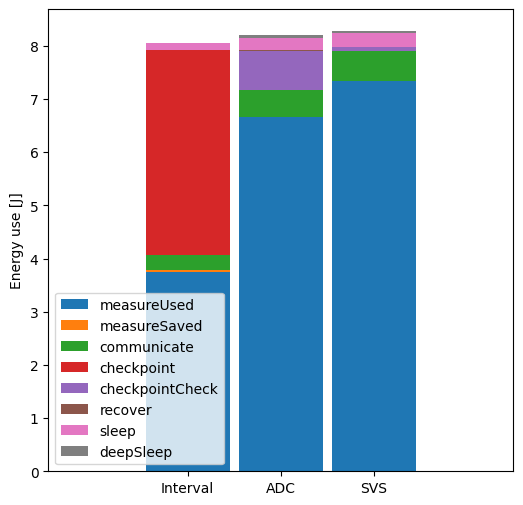 Energy use [J]
8
7
6
5
4
3
2
1
0
measureUsed
measureSaved
communicate
checkpoint
checkpointCheck
recover
sleep
deepSleep
Interval
ADC
SVS